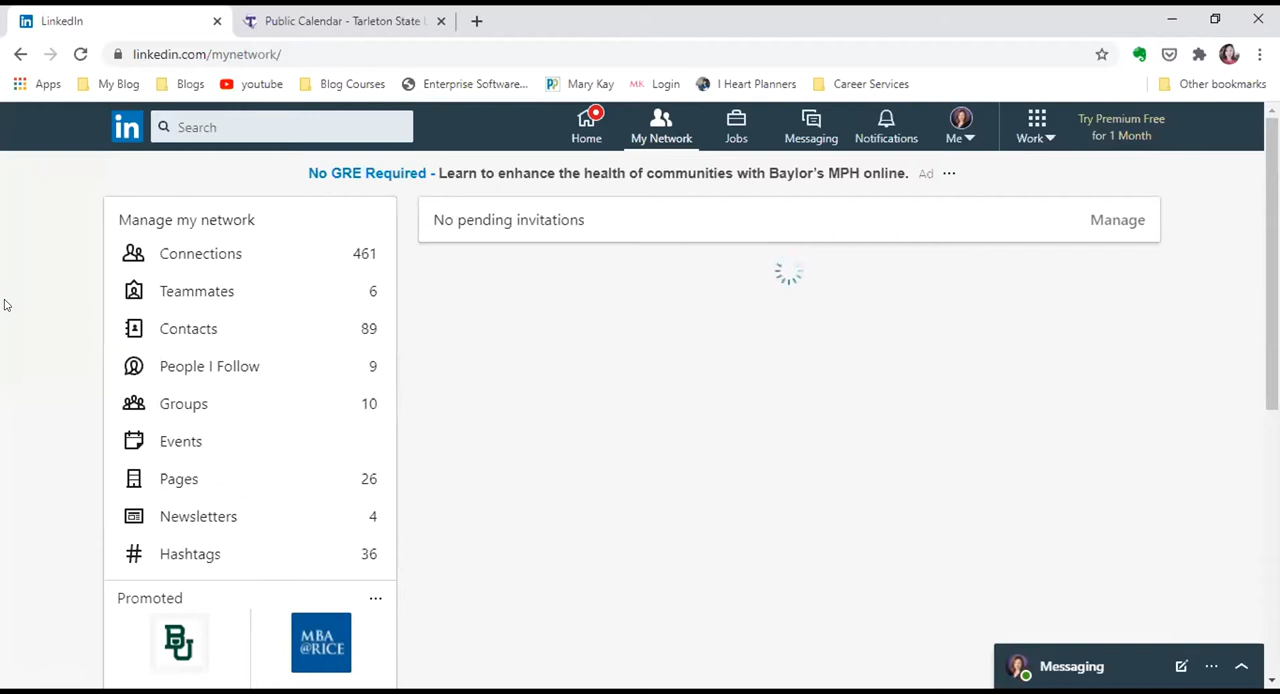 LinkedIn
Public Calendar - Tarleton State
linkedin.com/mynetwork/
Apps My Blog Blogs youtube Blog Courses Enterprise Software... Mary Kay MK Login I Heart Planners Career Services Other bookmarks
in Search
Home My Network Jobs Messaging Notifications Me Work
Try Premium Free
for 1 Month
No GRE Required - Learn to enhance the health of communities with Baylor's MPH online. Ad ...
Manage my network
Connections 461
Teammates 6
Contacts 89
People I Follow 9
Groups 10
Events
Pages 26
Newsletters 4
Hashtags 36
Promoted ...
BU
MBA
@RICE
No pending invitations Manage
Messaging